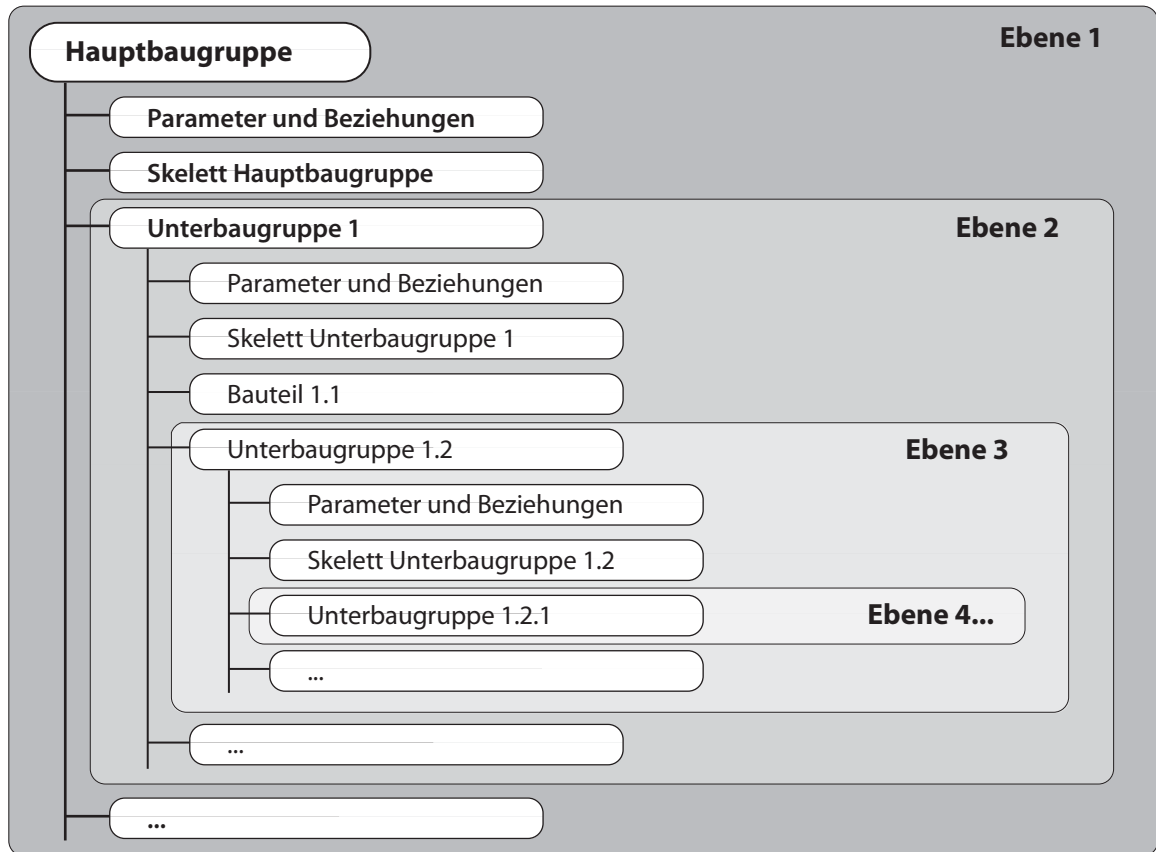 Hauptbaugruppe
Ebene 1
Parameter und Beziehungen
Skelett Hauptbaugruppe
Unterbaugruppe 1
Ebene 2
Parameter und Beziehungen
Skelett Unterbaugruppe 1
Bauteil 1.1
Unterbaugruppe 1.2
Ebene 3
Parameter und Beziehungen
Skelett Unterbaugruppe 1.2
Unterbaugruppe 1.2.1
Ebene 4...
...
...
...